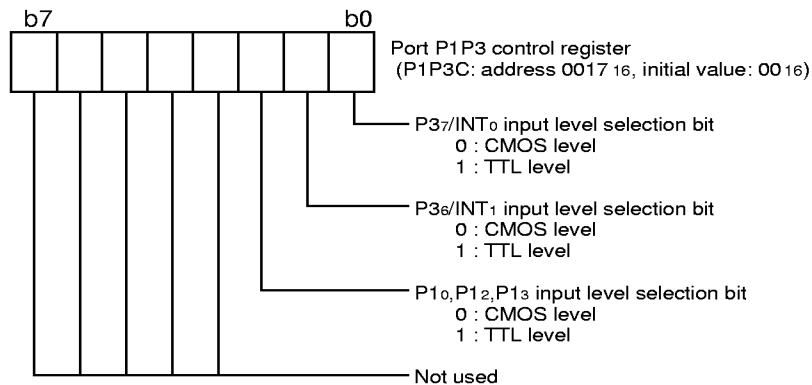 b7 b0
Port P1P3 control register
(P1P3C: address 0017 16, initial value: 00 16)
P37/INT0 input level selection bit
0 : CMOS level
1 : TTL level
P36/INT1 input level selection bit
0 : CMOS level
1 : TTL level
P10,P12,P13 input level selection bit
0 : CMOS level
1 : TTL level
Not used